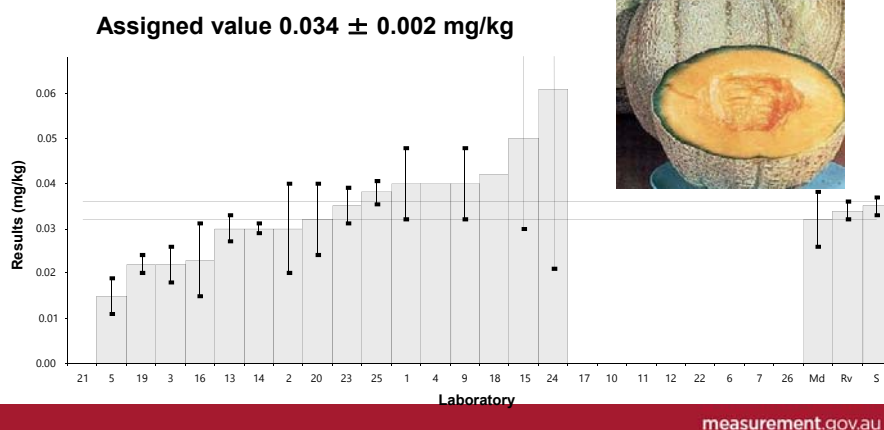 Assigned value 0.034 ± 0.002 mg/kg
Results (mg/kg)
0.06
0.05
0.04
0.03
0.02
0.01
0.00
21 5 19 3 16 13 14 2 20 23 25 1 4 9 18 15 24 17 10 11 12 22 6 7 26 Md Rv S
Laboratory
measurement.gov.au